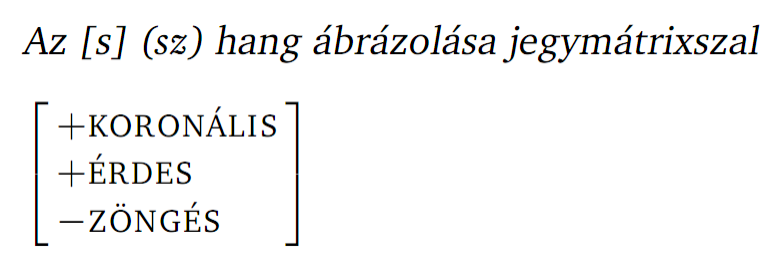 Az [s] (sz) hang ábrázolása jegymátrixszal
+KORONÁLIS
+ÉRDES
−ZÖNGÉS